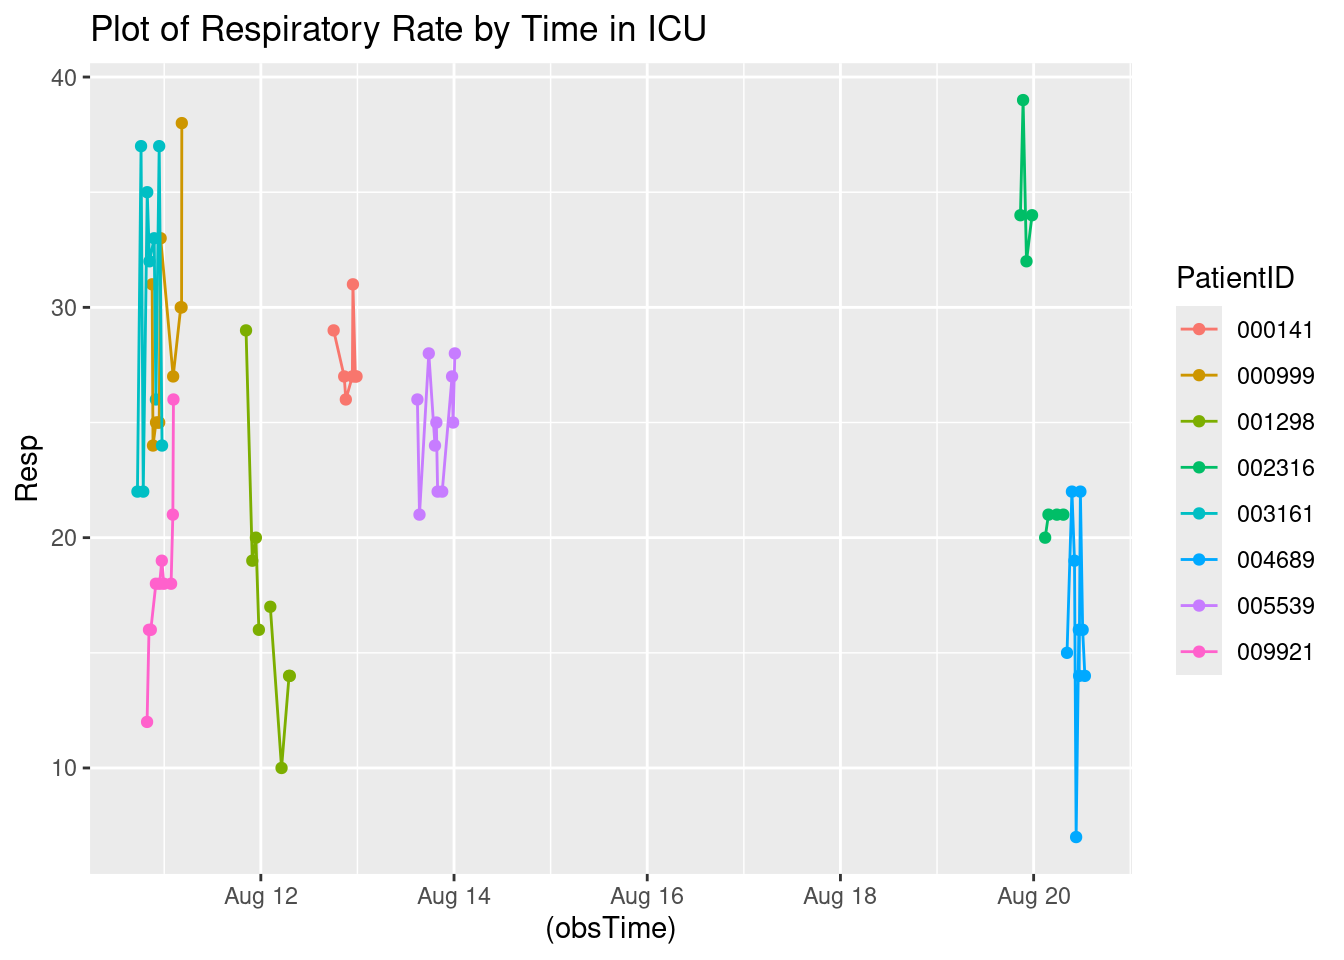 Plot of Respiratory Rate by Time in ICU
40
30
20
10
Resp
Aug 12
Aug 14
Aug 16
Aug 18
Aug 20
(obsTime)
PatientID
000141
000999
001298
002316
003161
004689
005539
009921